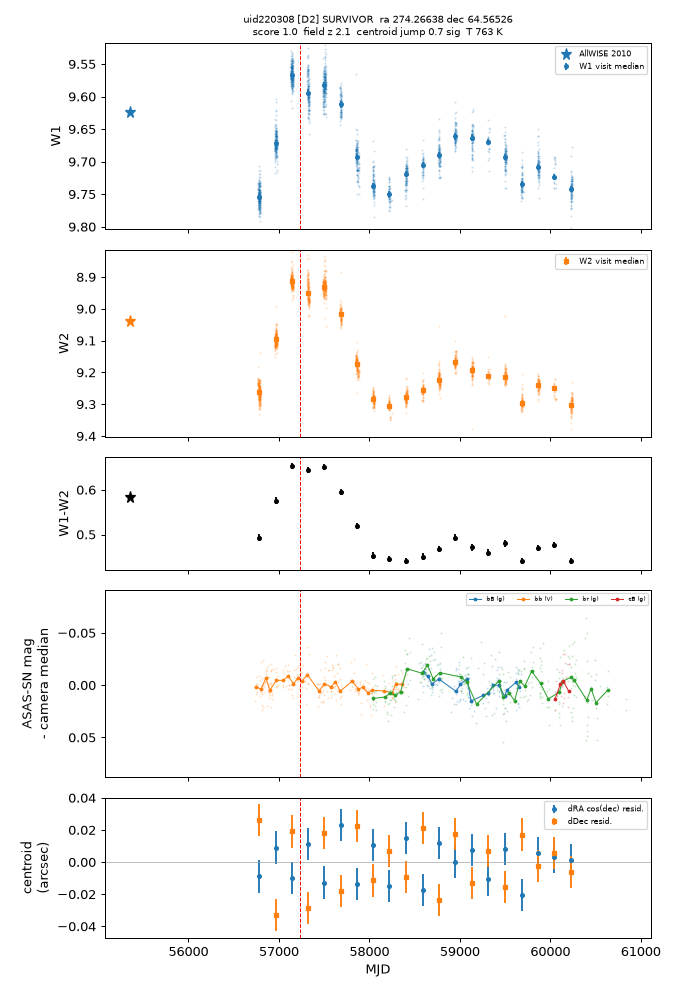 uid220308 [D2] SURVIVOR  ra 274.26638 dec 64.56526
score 1.0  field z 2.1  centroid jump 0.7 sig  T 763 K
AllWISE 2010
W1 visit median
9.55
9.60
9.65
9.70
9.75
9.80
W1
W2 visit median
8.9
9.0
9.1
9.2
9.3
9.4
W2
0.6
0.5
W1-W2
bB (g)
bb (V)
br (g)
cB (g)
−0.05
0.00
0.05
ASAS-SN mag
- camera median
dRA cos(dec) resid.
dDec resid.
0.04
0.02
0.00
−0.02
−0.04
centroid
(arcsec)
56000
57000
58000
59000
60000
61000
MJD